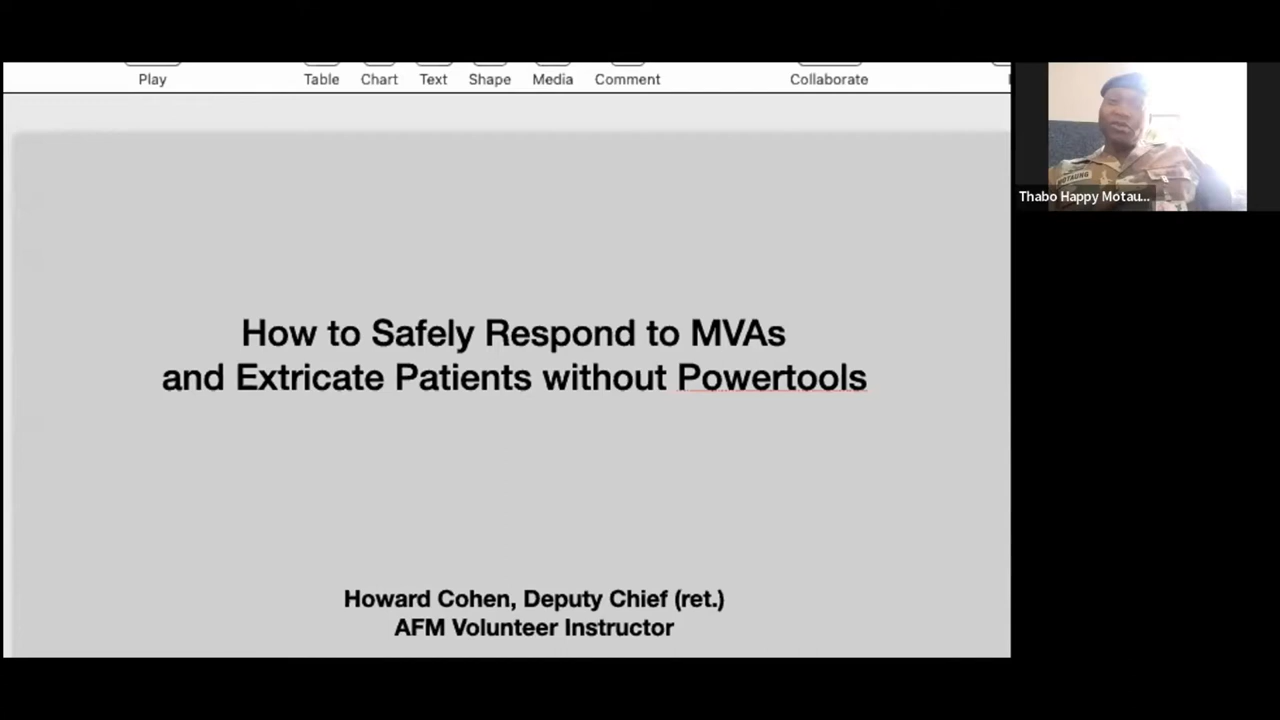 Play
Table
Chart
Text
Shape
Media
Comment
Collaborate
MOTAUNG
Thabo Happy Motau...
How to Safely Respond to MVAs
and Extricate Patients without Powertools
Howard Cohen, Deputy Chief (ret.)
AFM Volunteer Instructor